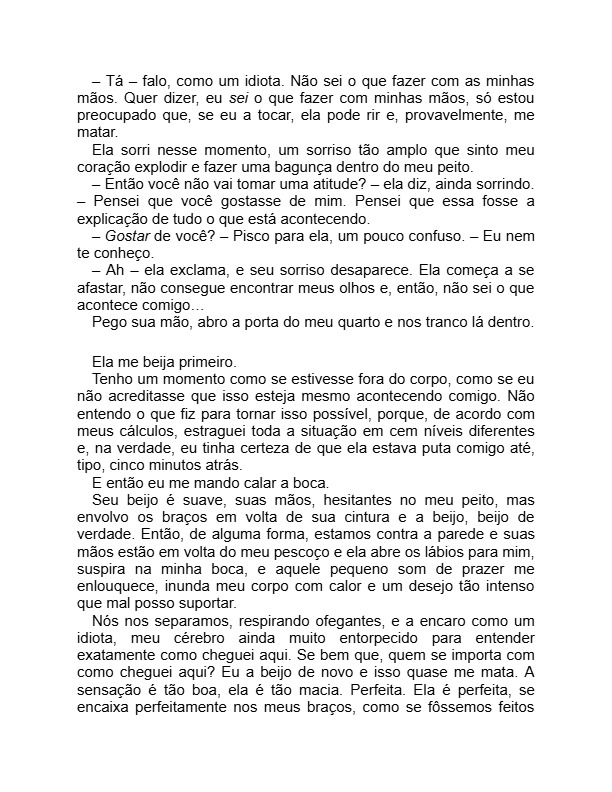 – Tá – falo, como um idiota. Não sei o que fazer com as minhas
mãos. Quer dizer, eu sei o que fazer com minhas mãos, só estou
preocupado que, se eu a tocar, ela pode rir e, provavelmente, me
matar.
Ela sorri nesse momento, um sorriso tão amplo que sinto meu
coração explodir e fazer uma bagunça dentro do meu peito.
– Então você não vai tomar uma atitude? – ela diz, ainda sorrindo.
– Pensei que você gostasse de mim. Pensei que essa fosse a
explicação de tudo o que está acontecendo.
– Gostar de você? – Pisco para ela, um pouco confuso. – Eu nem
te conheço.
– Ah – ela exclama, e seu sorriso desaparece. Ela começa a se
afastar, não consegue encontrar meus olhos e, então, não sei o que
acontece comigo…
Pego sua mão, abro a porta do meu quarto e nos tranco lá dentro.
Ela me beija primeiro.
Tenho um momento como se estivesse fora do corpo, como se eu
não acreditasse que isso esteja mesmo acontecendo comigo. Não
entendo o que fiz para tornar isso possível, porque, de acordo com
meus cálculos, estraguei toda a situação em cem níveis diferentes
e, na verdade, eu tinha certeza de que ela estava puta comigo até,
tipo, cinco minutos atrás.
E então eu me mando calar a boca.
Seu beijo é suave, suas mãos, hesitantes no meu peito, mas
envolvo os braços em volta de sua cintura e a beijo, beijo de
verdade. Então, de alguma forma, estamos contra a parede e suas
mãos estão em volta do meu pescoço e ela abre os lábios para mim,
suspira na minha boca, e aquele pequeno som de prazer me
enlouquece, inunda meu corpo com calor e um desejo tão intenso
que mal posso suportar.
Nós nos separamos, respirando ofegantes, e a encaro como um
idiota, meu cérebro ainda muito entorpecido para entender
exatamente como cheguei aqui. Se bem que, quem se importa com
como cheguei aqui? Eu a beijo de novo e isso quase me mata. A
sensação é tão boa, ela é tão macia. Perfeita. Ela é perfeita, se
encaixa perfeitamente nos meus braços, como se fôssemos feitos